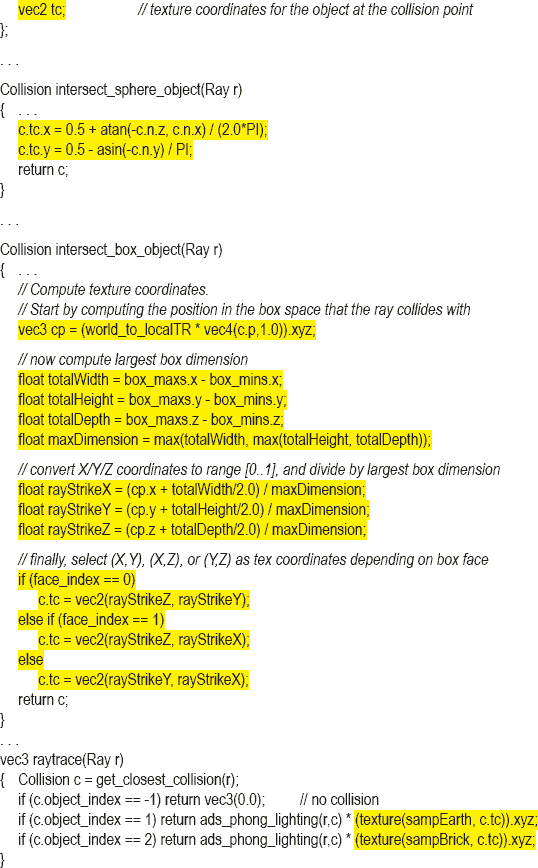 vec2 tc; // texture coordinates for the object at the collision point
};
. . .
Collision intersect_sphere_object(Ray r)
{ . . .
c.tc.x = 0.5 + atan(-c.n.z, c.n.x) / (2.0*PI);
c.tc.y = 0.5 - asin(-c.n.y) / PI;
return c;
}
. . .
Collision intersect_box_object(Ray r)
{ . . .
// Compute texture coordinates.
// Start by computing the position in the box space that the ray collides with
vec3 cp = (world_to_localTR * vec4(c.p,1.0)).xyz;
// now compute largest box dimension
float totalWidth = box_maxs.x - box_mins.x;
float totalHeight = box_maxs.y - box_mins.y;
float totalDepth = box_maxs.z - box_mins.z;
float maxDimension = max(totalWidth, max(totalHeight, totalDepth));
// convert X/Y/Z coordinates to range [0..1], and divide by largest box dimension
float rayStrikeX = (cp.x + totalWidth/2.0) / maxDimension;
float rayStrikeY = (cp.y + totalHeight/2.0) / maxDimension;
float rayStrikeZ = (cp.z + totalDepth/2.0) / maxDimension;
// finally, select (X,Y), (X,Z), or (Y,Z) as tex coordinates depending on box face
if (face_index == 0)
c.tc = vec2(rayStrikeZ, rayStrikeY);
else if (face_index == 1)
c.tc = vec2(rayStrikeZ, rayStrikeX);
else
c.tc = vec2(rayStrikeY, rayStrikeX);
return c;
}
. . .
vec3 raytrace(Ray r)
{ Collision c = get_closest_collision(r);
if (c.object_index == -1) return vec3(0.0); // no collision
if (c.object_index == 1) return ads_phong_lighting(r,c) * (texture(sampEarth, c.tc)).xyz;
if (c.object_index == 2) return ads_phong_lighting(r,c) * (texture(sampBrick, c.tc)).xyz;
}